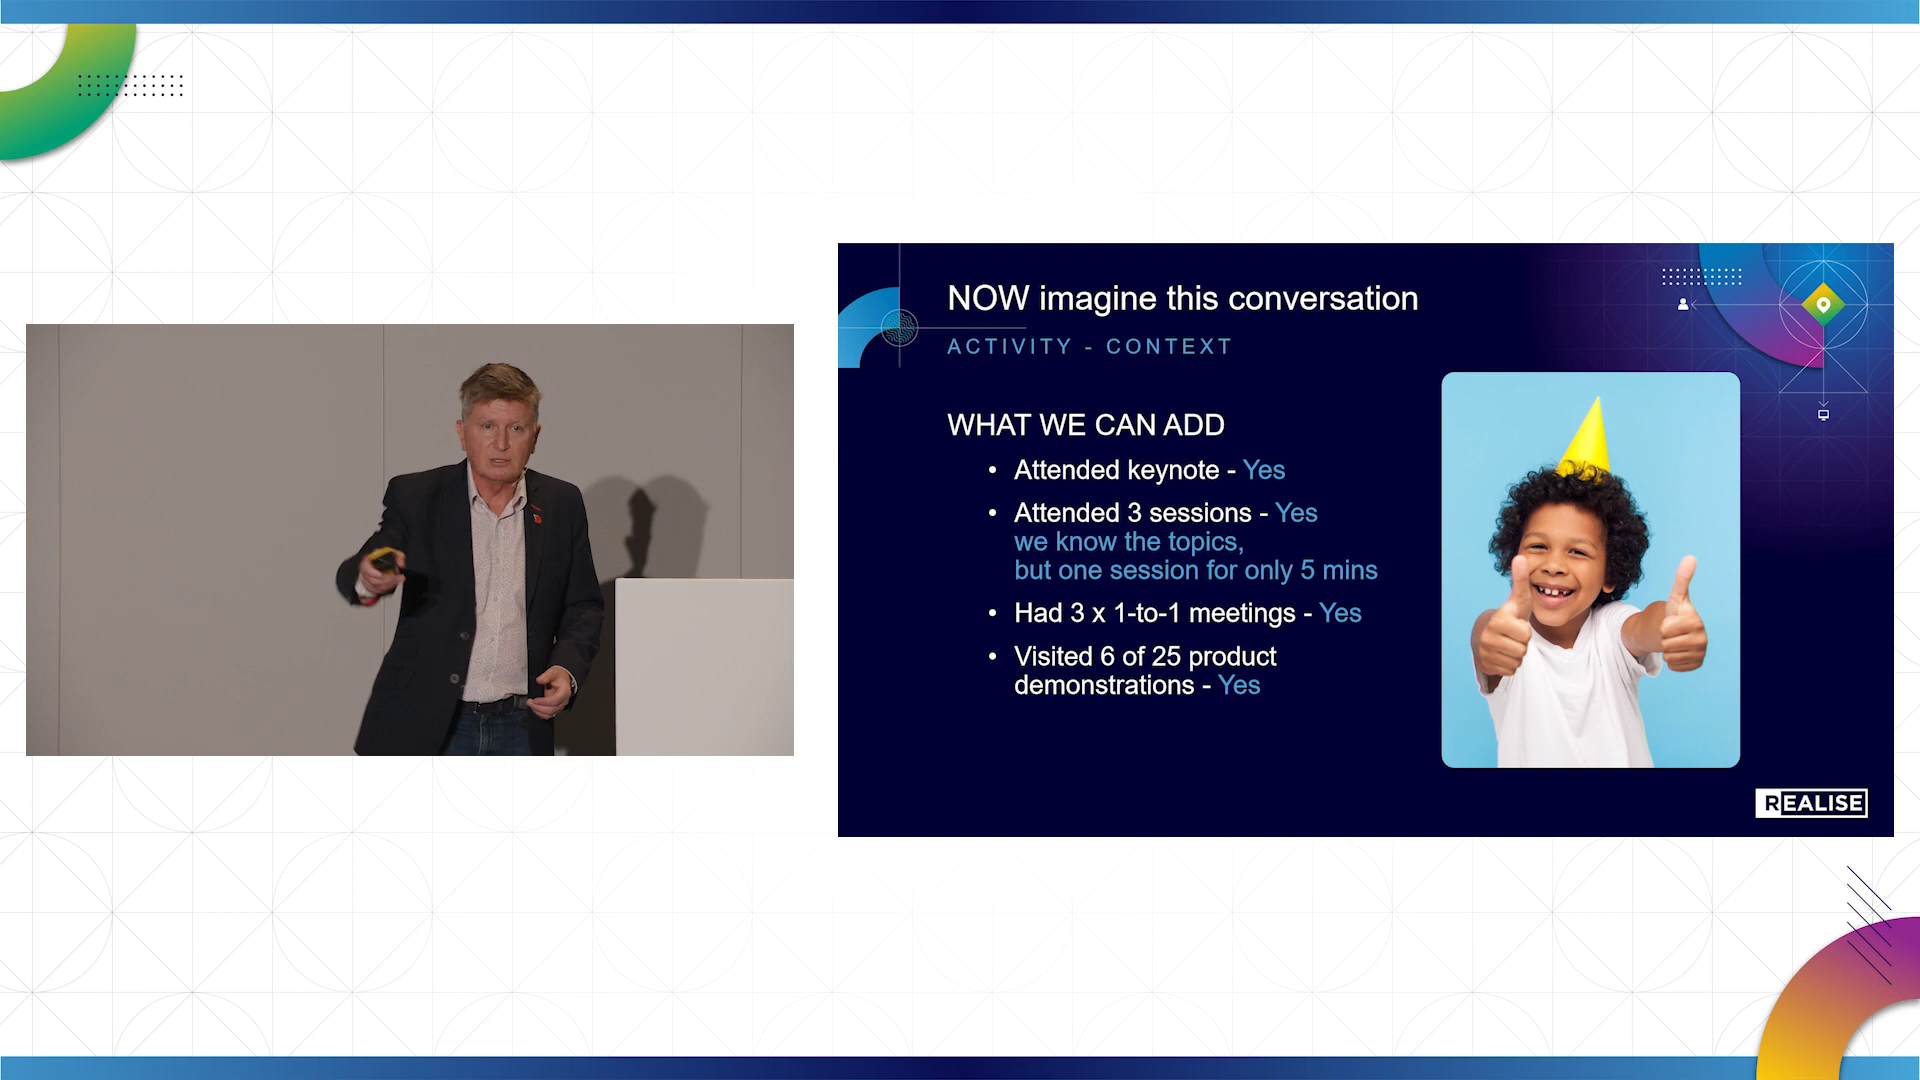 NOW imagine this conversation
ACTIVITY - CONTEXT
WHAT WE CAN ADD
• Attended keynote - Yes
• Attended 3 sessions - Yes
we know the topics,
but one session for only 5 mins
• Had 3 x 1-to-1 meetings - Yes
• Visited 6 of 25 product
demonstrations - Yes
REALISE